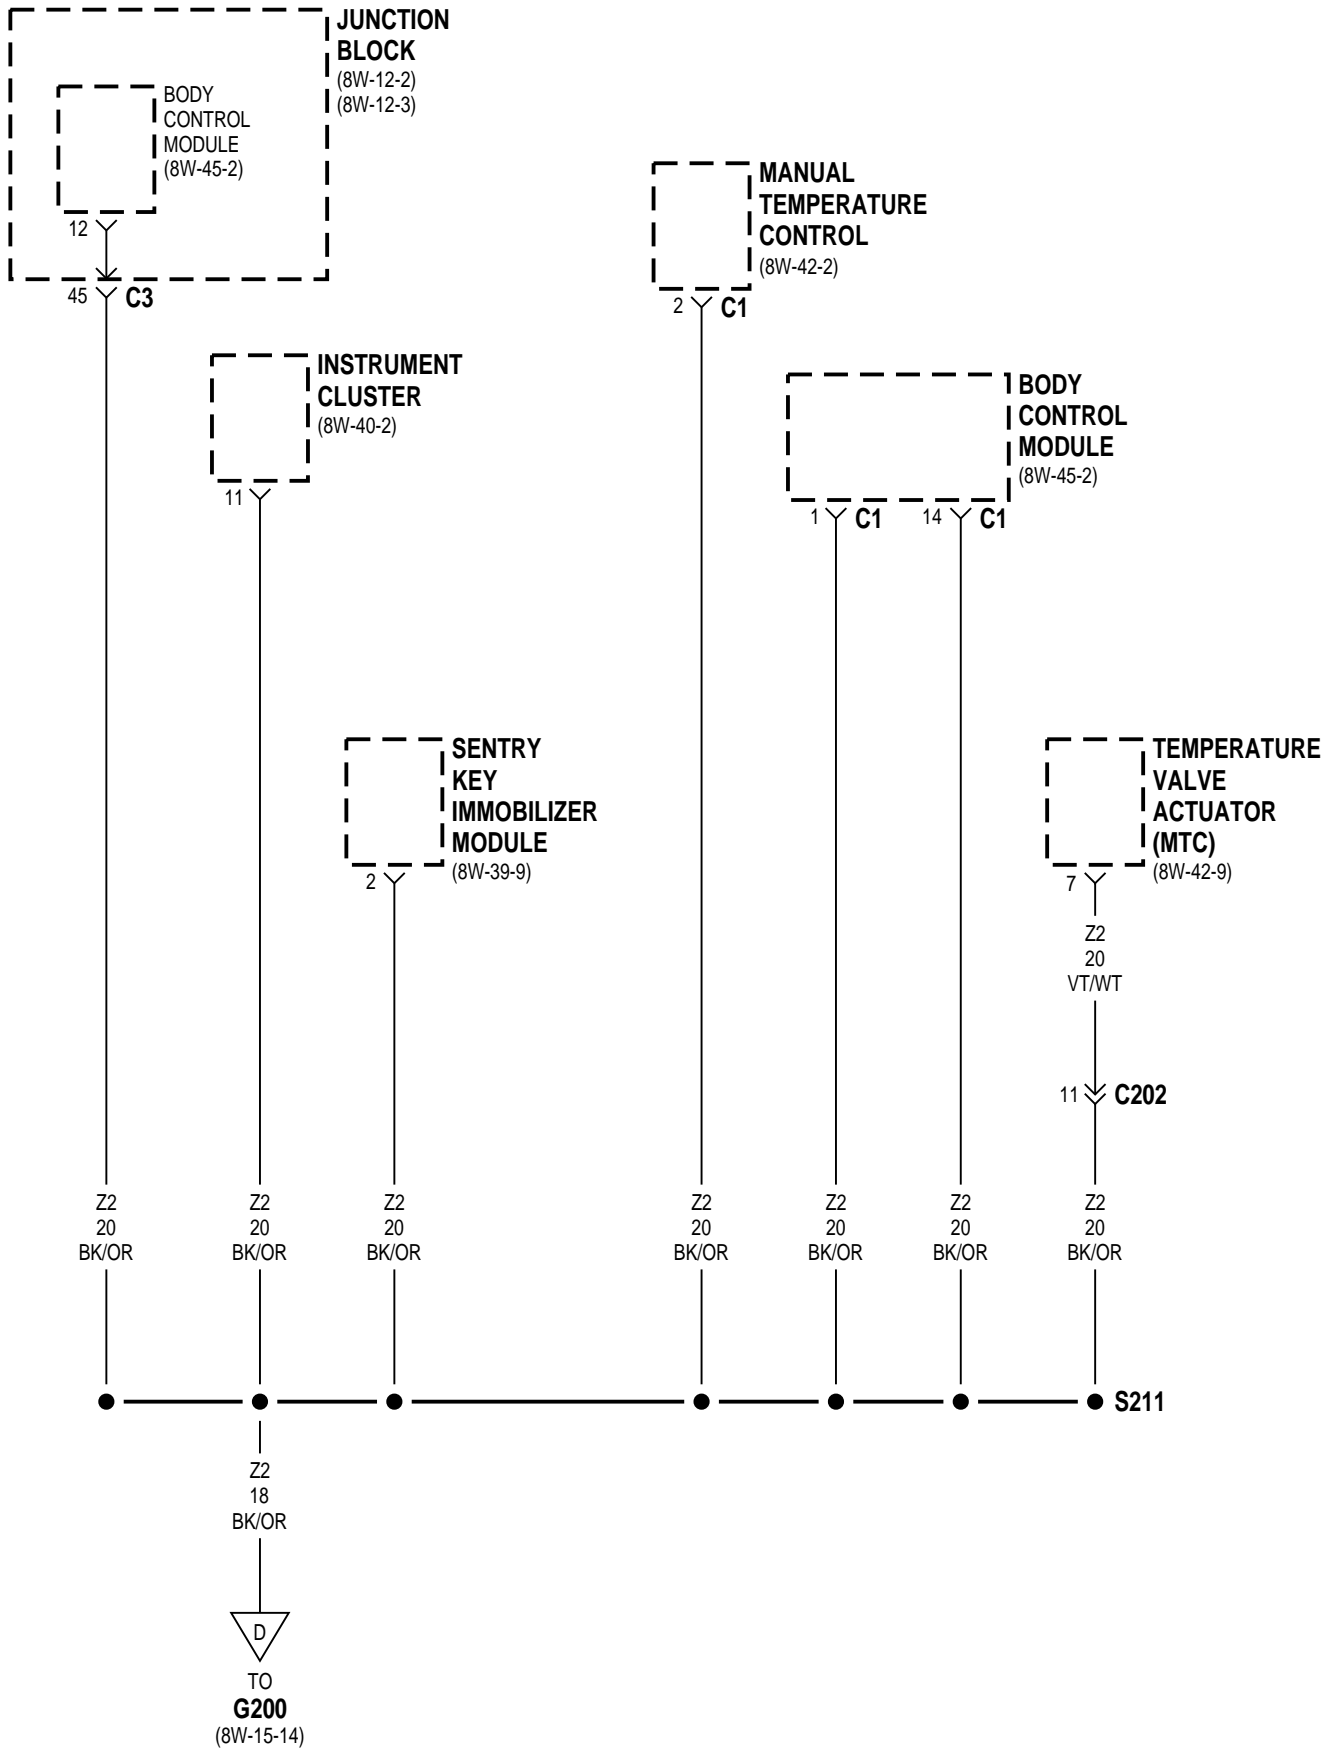 JUNCTION
BLOCK
(8W-12-2)
(8W-12-3)
BODY
CONTROL
MODULE
(8W-45-2)
12
45
C3
MANUAL
TEMPERATURE
CONTROL
(8W-42-2)
2
C1
INSTRUMENT
CLUSTER
(8W-40-2)
11
BODY
CONTROL
MODULE
(8W-45-2)
1
C1
14
C1
SENTRY
KEY
IMMOBILIZER
MODULE
(8W-39-9)
2
TEMPERATURE
VALVE
ACTUATOR
(MTC)
(8W-42-9)
7
Z2
20
VT/WT
11
C202
Z2
20
BK/OR
Z2
20
BK/OR
Z2
20
BK/OR
Z2
20
BK/OR
Z2
20
BK/OR
Z2
20
BK/OR
Z2
20
BK/OR
S211
Z2
18
BK/OR
D
TO
G200
(8W-15-14)